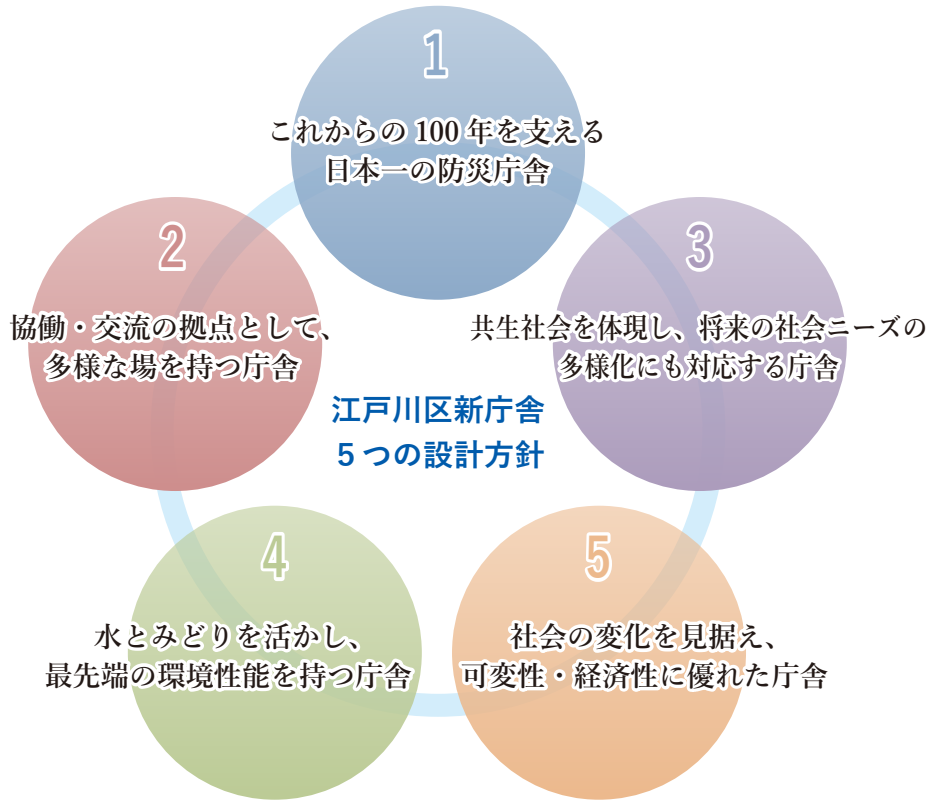 1
これからの 100 年を支える
日本一の防災庁舎
2
協働・交流の拠点として、
多様な場を持つ庁舎
3
共生社会を体現し、将来の社会ニーズの
多様化にも対応する庁舎
江戸川区新庁舎
5 つの設計方針
4
水とみどりを活かし、
最先端の環境性能を持つ庁舎
5
社会の変化を見据え、
可変性・経済性に優れた庁舎